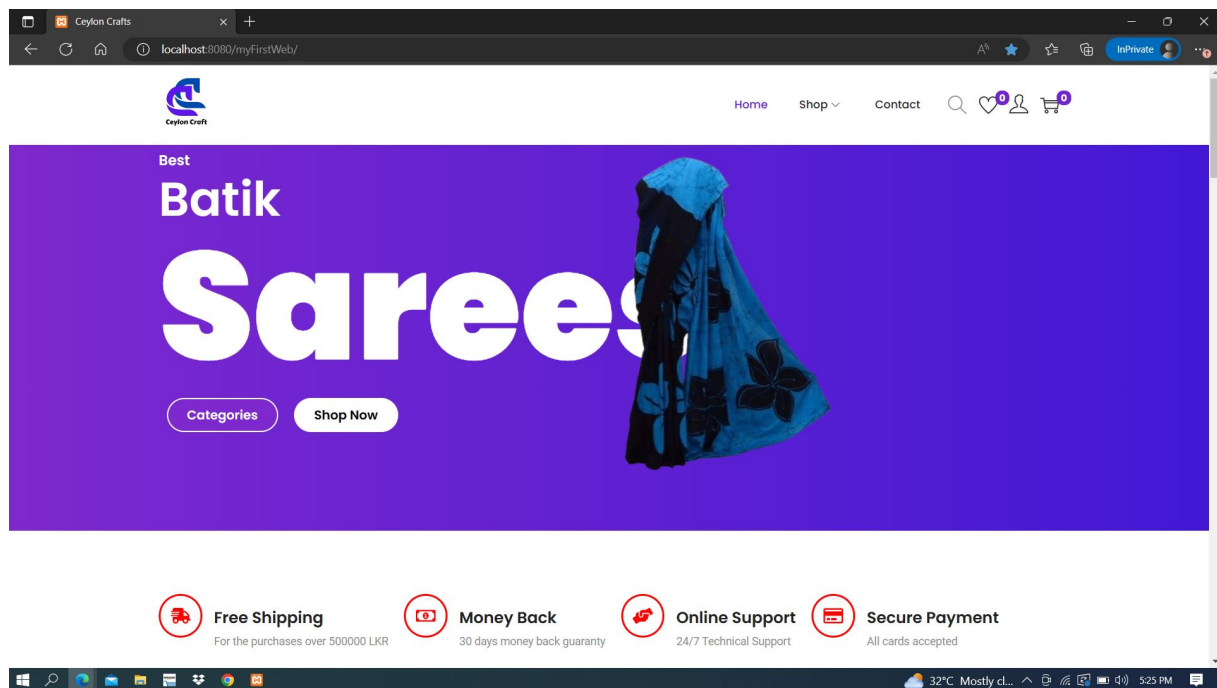 Ceylon Crafts
localhost:8080/myFirstWeb/
InPrivate
Ceylon Craft
Home Shop Contact 0 0
Best
Batik
Sarees
Categories Shop Now
Free Shipping
For the purchases over 500000 LKR
Money Back
30 days money back guaranty
Online Support
24/7 Technical Support
Secure Payment
All cards accepted
32°C Mostly cl... 5:25 PM